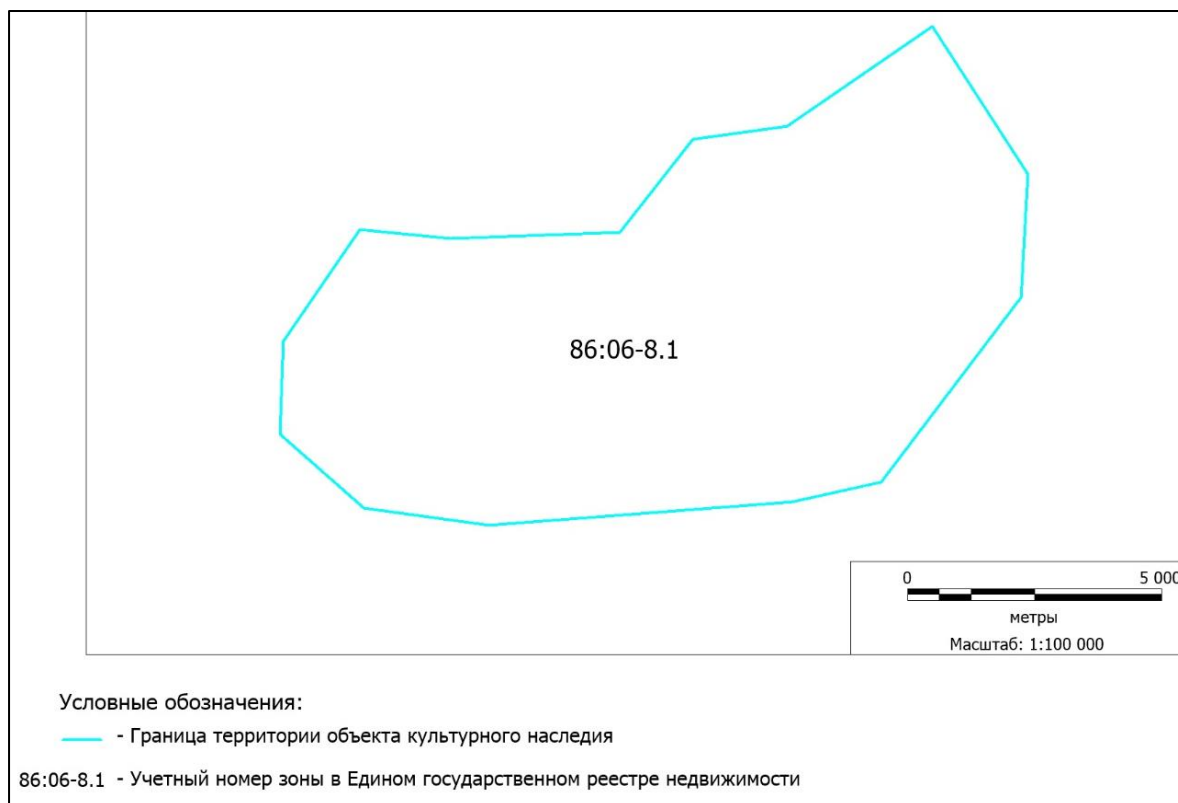 86:06-8.1
0 5 000
метры
Масштаб: 1:100 000
Условные обозначения:
- Граница территории объекта культурного наследия
86:06-8.1 - Учетный номер зоны в Едином государственном реестре недвижимости